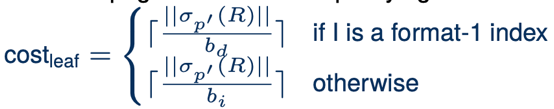 cost_leaf = { ⌈ ||σ_p′(R)|| / b_d ⌉ if I is a format-1 index
⌈ ||σ_p′(R)|| / b_i ⌉ otherwise